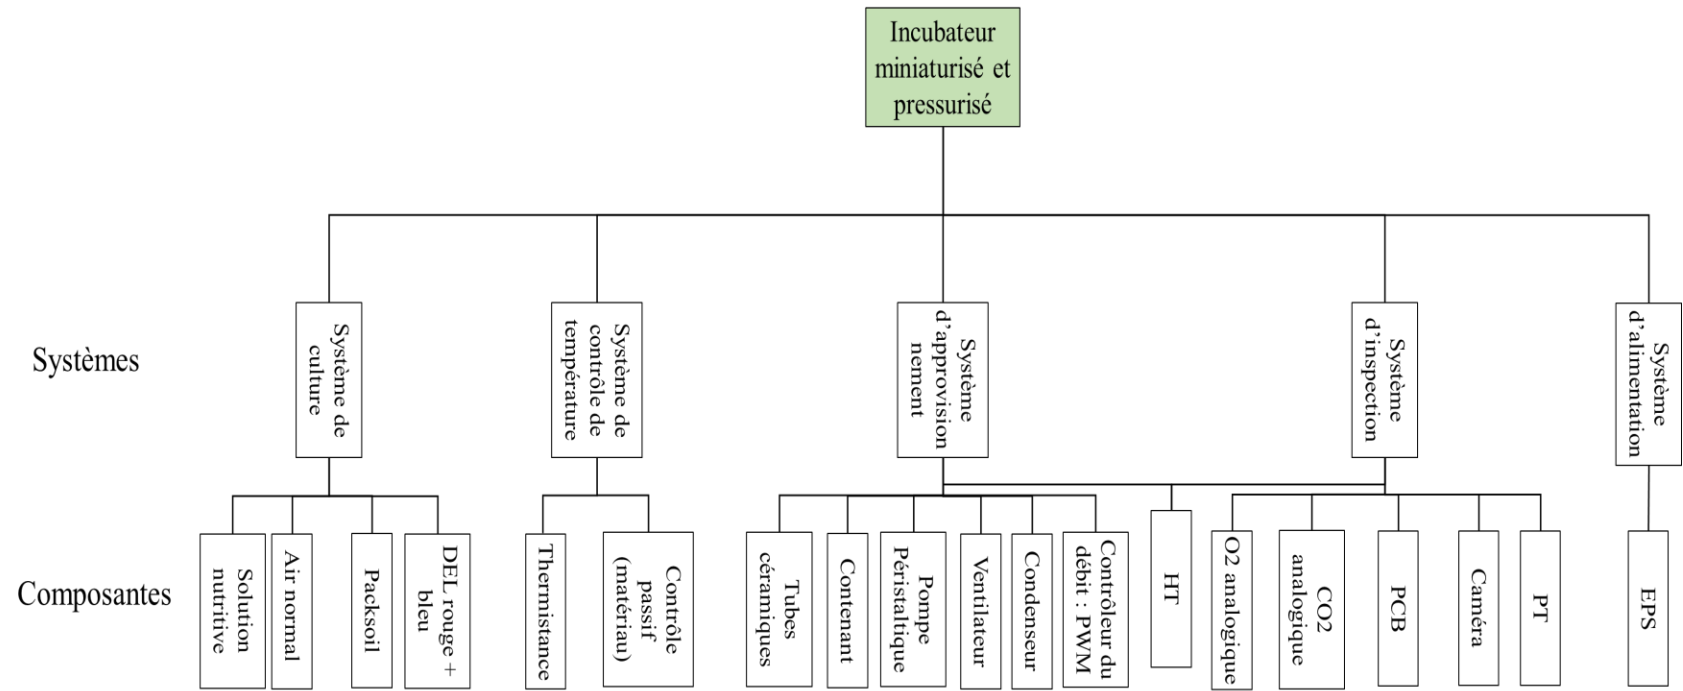 Incubateur
miniaturisé et
pressurisé
Systèmes
Système de
culture
Système de
contrôle de
température
Système
d'approvision
nement
Système
d'inspection
Système
d'alimentation
Composantes
Solution
nutritive
Air normal
Packsoil
DEL rouge +
bleu
Thermistance
Contrôle
passif
(matériau)
Tubes
céramiques
Contenant
Pompe
Péristaltique
Ventilateur
Condenseur
Contrôleur du
débit : PWM
HT
O2 analogique
CO2
analogique
PCB
Caméra
PT
EPS